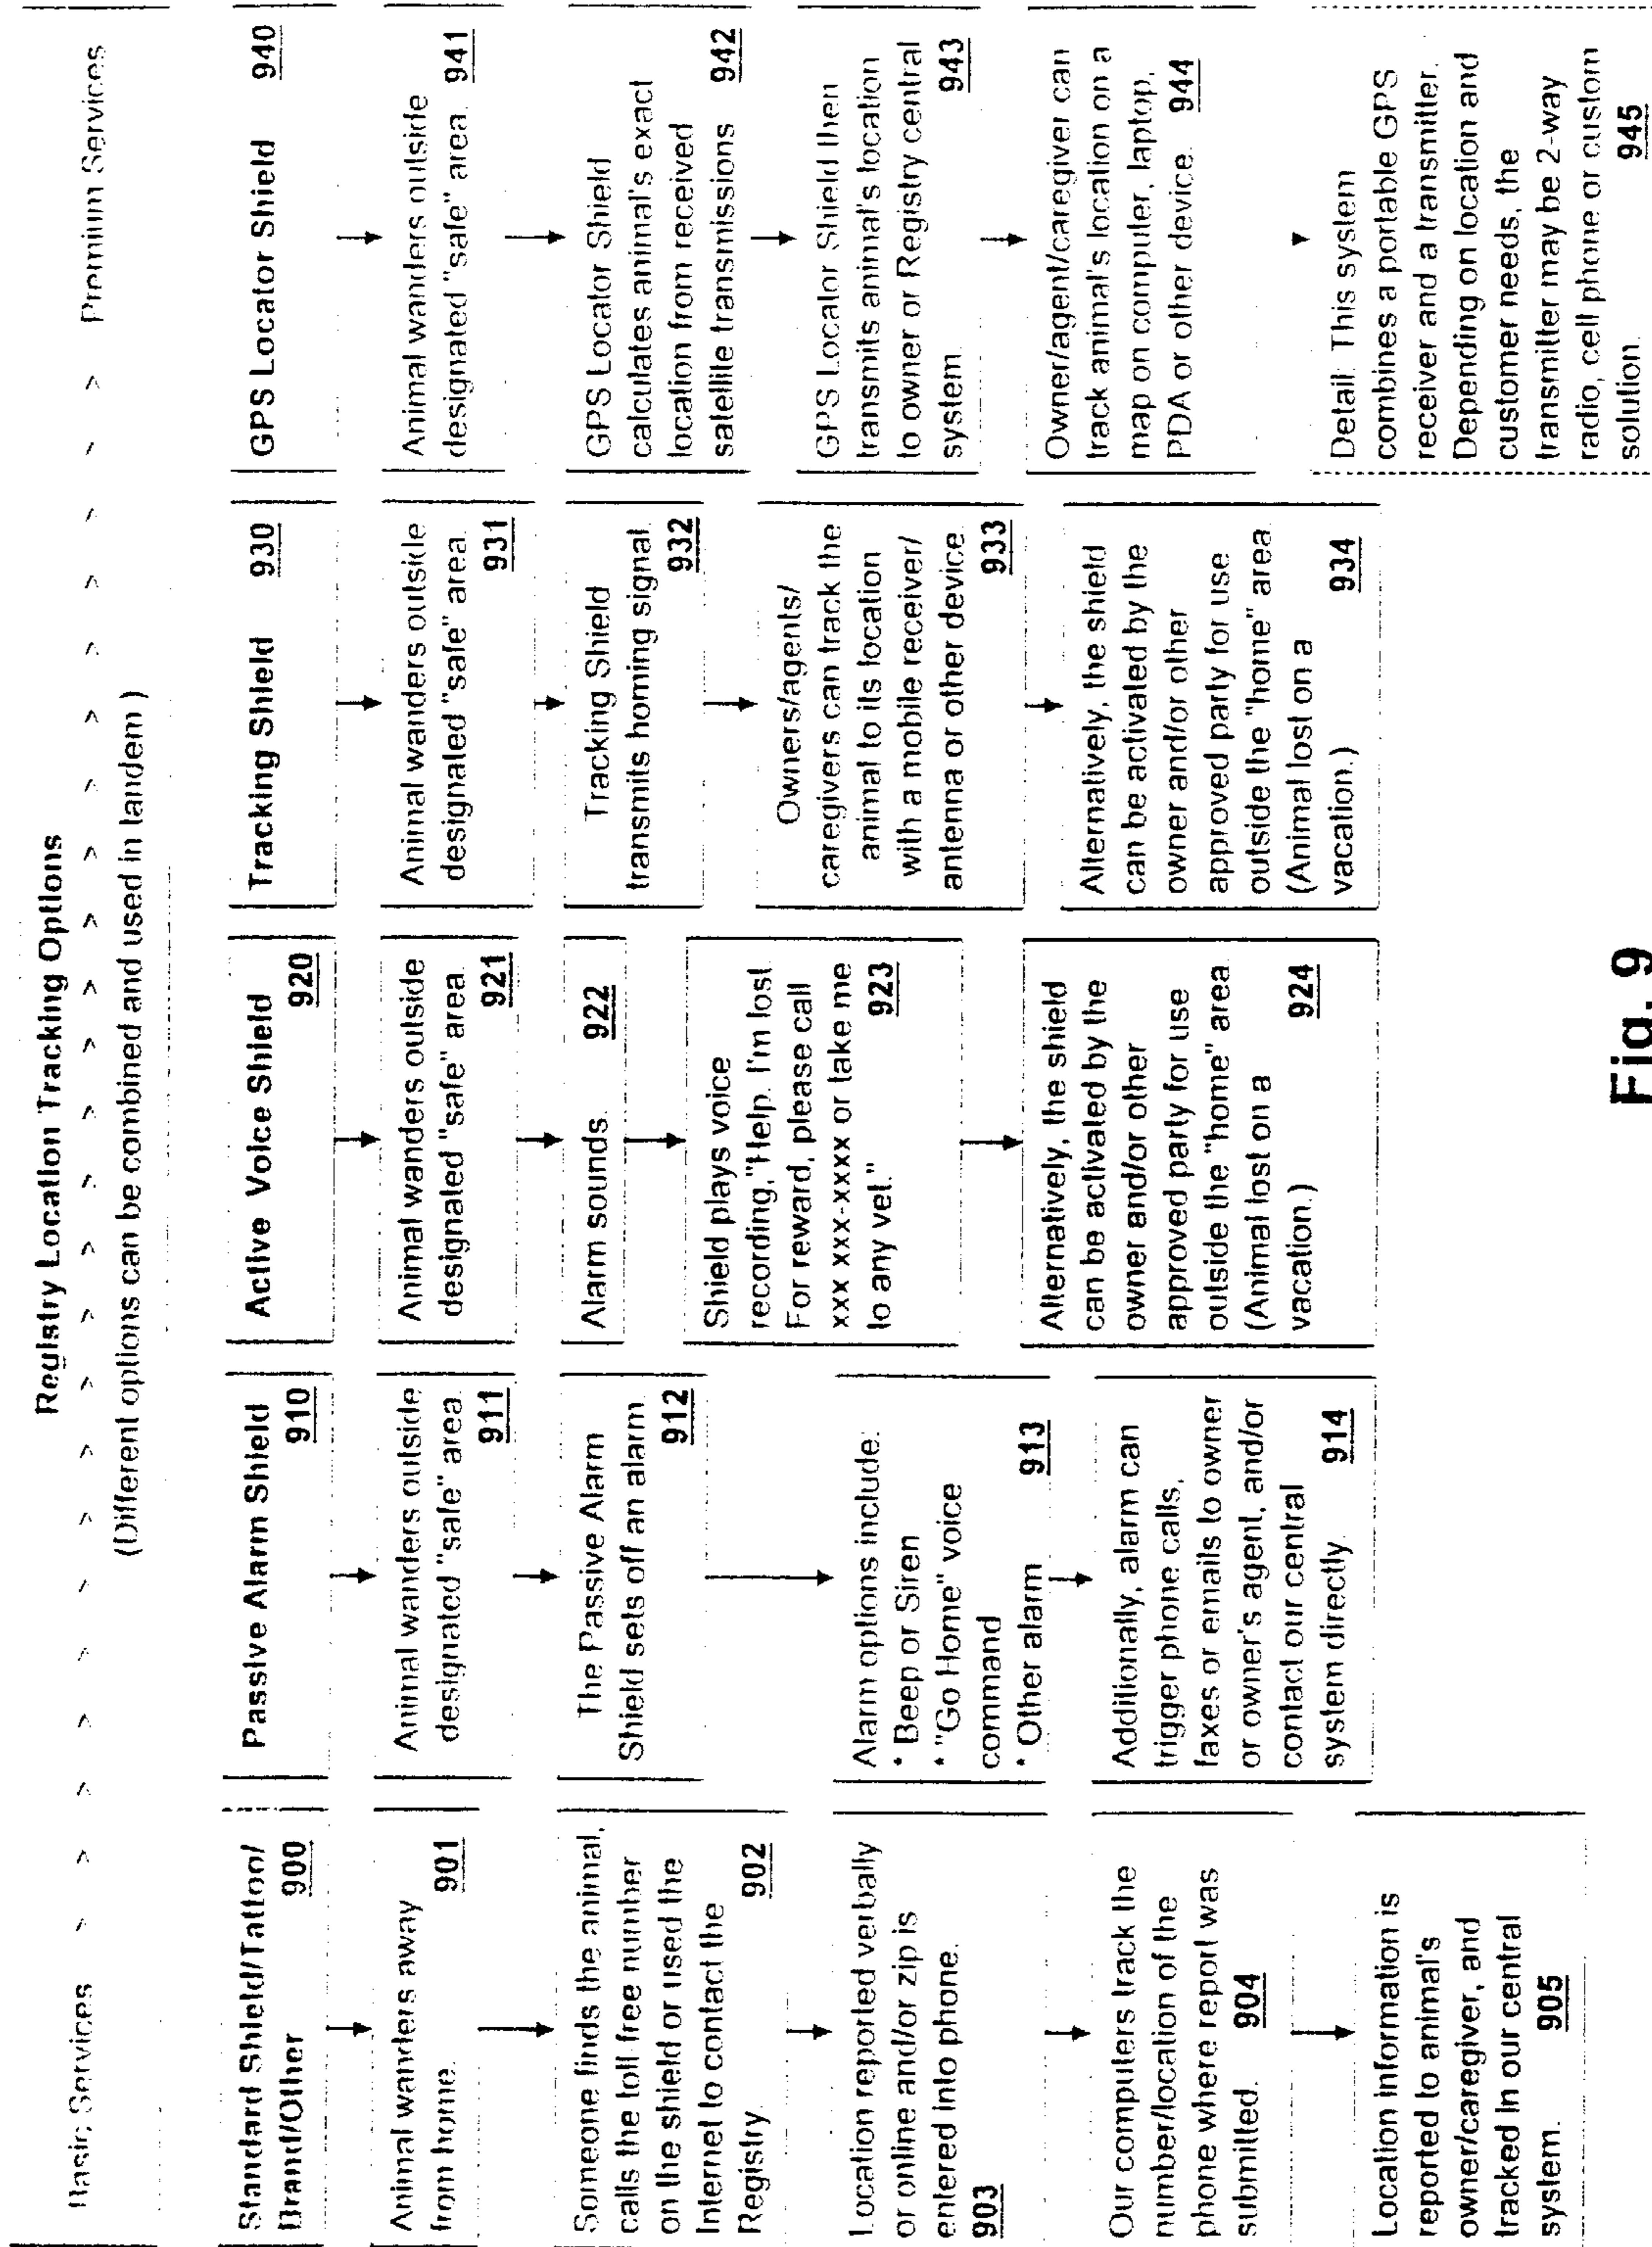 Registry Location Tracking Options
Basic Services > > > > > > > > > > > > > > > > > > > > > > > > Premium Services
(Different options can be combined and used in tandem)
Standard Shield/Tattoo/
Brand/Other 900
Animal wanders away
from home. 901
Someone finds the animal,
calls the toll free number
on the shield or used the
Internet to contact the
Registry. 902
Location reported verbally
or online and/or zip is
entered into phone.
903
Our computers track the
number/location of the
phone where report was
submitted. 904
Location information is
reported to animal's
owner/caregiver, and
tracked in our central
system. 905
Passive Alarm Shield
910
Animal wanders outside
designated "safe" area.
911
The Passive Alarm
Shield sets off an alarm.
912
Alarm options include:
* Beep or Siren
* "Go Home" voice
command
* Other alarm 913
Additionally, alarm can
trigger phone calls,
faxes or emails to owner
or owner's agent, and/or
contact our central
system directly. 914
Active Voice Shield
920
Animal wanders outside
designated "safe" area.
921
Alarm sounds. 922
Shield plays voice
recording,"Help. I'm lost.
For reward, please call
xxx xxx-xxxx or take me
to any vet." 923
Alternatively, the shield
can be activated by the
owner and/or other
approved party for use
outside the "home" area.
(Animal lost on a
vacation.) 924
Tracking Shield 930
Animal wanders outside
designated "safe" area.
931
Tracking Shield
transmits homing signal.
932
Owners/agents/
caregivers can track the
animal to its location
with a mobile receiver/
antenna or other device.
933
Alternatively, the shield
can be activated by the
owner and/or other
approved party for use
outside the "home" area.
(Animal lost on a
vacation.) 934
GPS Locator Shield 940
Animal wanders outside
designated "safe" area. 941
GPS Locator Shield
calculates animal's exact
location from received
satellite transmissions 942
GPS Locator Shield then
transmits animal's location
to owner or Registry central
system. 943
Owner/agent/caregiver can
track animal's location on a
map on computer, laptop,
PDA or other device. 944
Detail: This system
combines a portable GPS
receiver and a transmitter.
Depending on location and
customer needs, the
transmitter may be 2-way
radio, cell phone or custom
solution. 945
Fig. 9